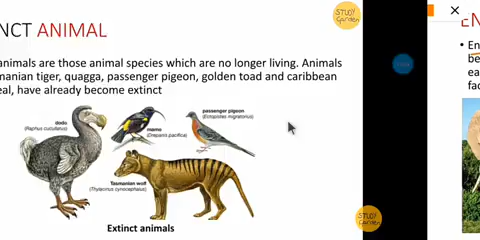 NCT ANIMAL
animals are those animal species which are no longer living. Animals
manian tiger, quagga, passenger pigeon, golden toad and caribbean
eal, have already become extinct
dodo
(Raphus cucullatus)
mamo
(Drepanis pacifica)
passenger pigeon
(Ectopistes migratorius)
Tasmanian wolf
(Thylacinus cynocephalus)
Extinct animals
STUDY
Garden
STUDY
Garden
EN
• En
be
ea
fac